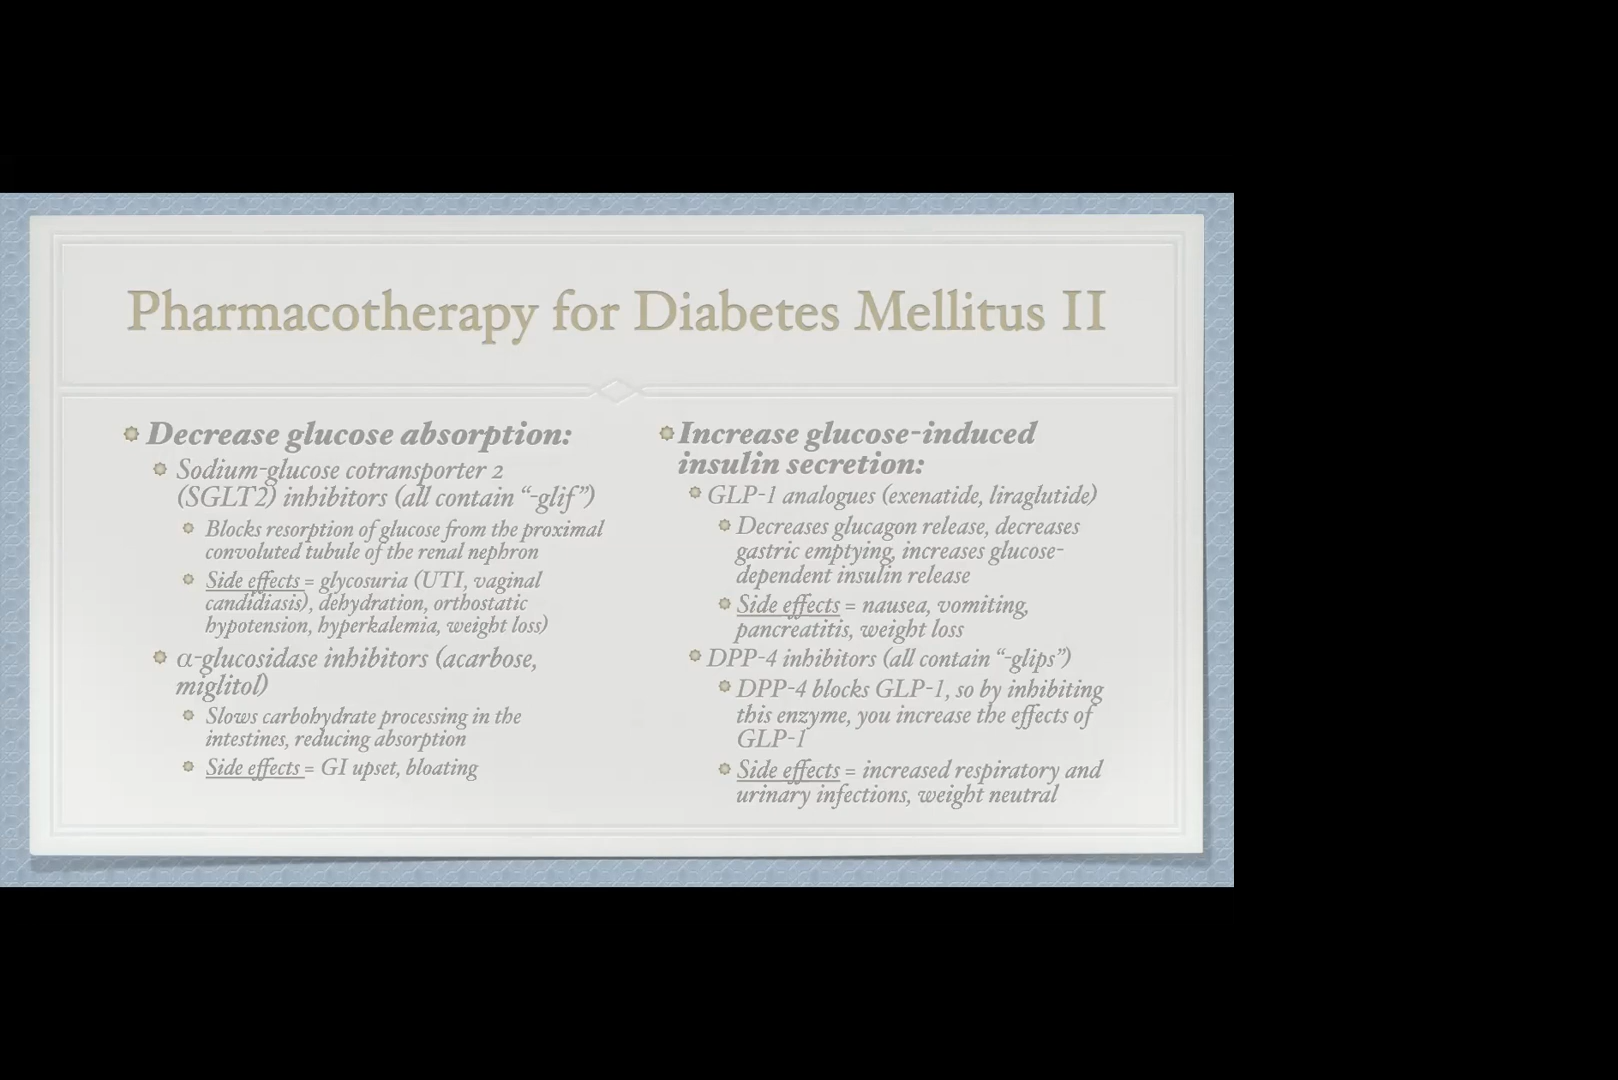 Pharmacotherapy for Diabetes Mellitus II
Decrease glucose absorption:
Sodium-glucose cotransporter 2
(SGLT2) inhibitors (all contain “-glif”)
Blocks resorption of glucose from the proximal
convoluted tubule of the renal nephron
Side effects = glycosuria (UTI, vaginal
candidiasis), dehydration, orthostatic
hypotension, hyperkalemia, weight loss)
α-glucosidase inhibitors (acarbose,
miglitol)
Slows carbohydrate processing in the
intestines, reducing absorption
Side effects = GI upset, bloating
Increase glucose-induced
insulin secretion:
GLP-1 analogues (exenatide, liraglutide)
Decreases glucagon release, decreases
gastric emptying, increases glucose-
dependent insulin release
Side effects = nausea, vomiting,
pancreatitis, weight loss
DPP-4 inhibitors (all contain “-glips”)
DPP-4 blocks GLP-1, so by inhibiting
this enzyme, you increase the effects of
GLP-1
Side effects = increased respiratory and
urinary infections, weight neutral